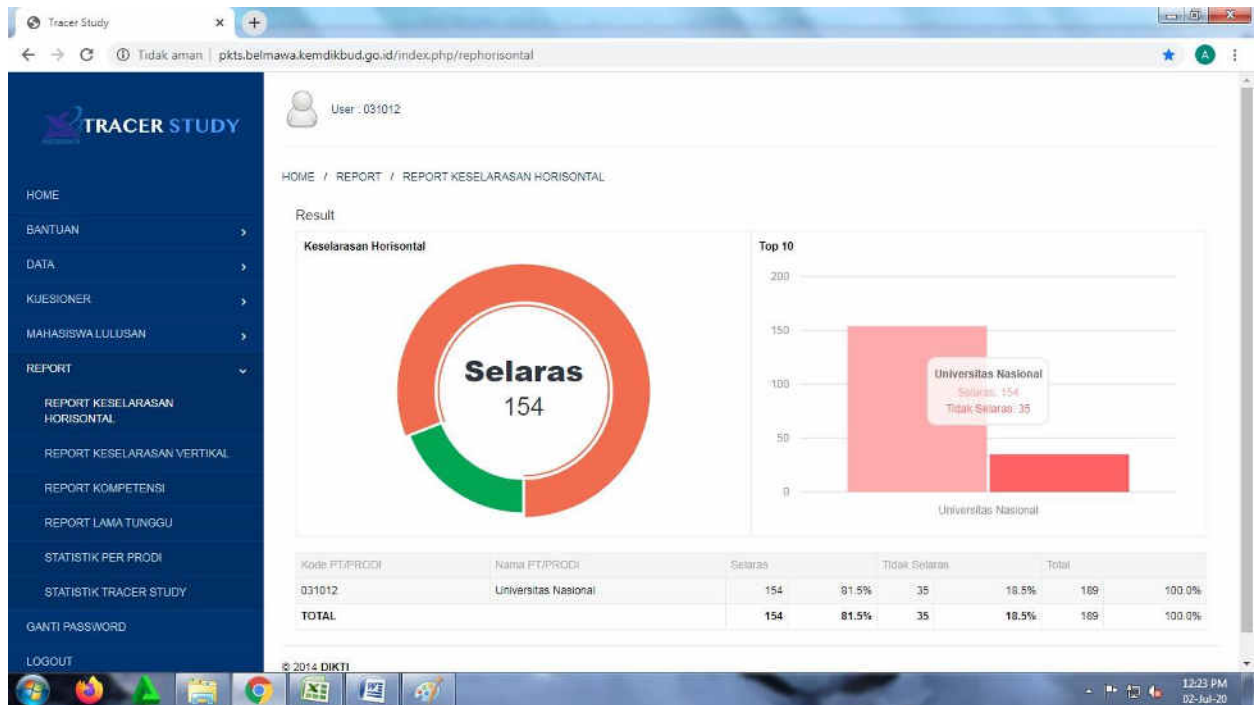 Tracer Study
Tidak aman | pkts.belmawa.kemdikbud.go.id/index.php/rephorisontal
A
TRACER STUDY
User : 031012
HOME / REPORT / REPORT KESELARASAN HORISONTAL
HOME
BANTUAN
DATA
KUESIONER
MAHASISWA LULUSAN
REPORT
REPORT KESELARASAN
HORISONTAL
REPORT KESELARASAN VERTIKAL
REPORT KOMPETENSI
REPORT LAMA TUNGGU
STATISTIK PER PRODI
STATISTIK TRACER STUDY
GANTI PASSWORD
LOGOUT
Result
Keselarasan Horisontal
Selaras
154
Top 10
200
150
100
50
0
Universitas Nasional
Selaras: 154
Tidak Selaras: 35
Universitas Nasional
Kode PT/PRODI Nama PT/PRODI Selaras Tidak Selaras Total
031012 Universitas Nasional 154 81.5% 35 18.5% 189 100.0%
TOTAL 154 81.5% 35 18.5% 189 100.0%
© 2014 DIKTI
12:23 PM
02-Jul-20